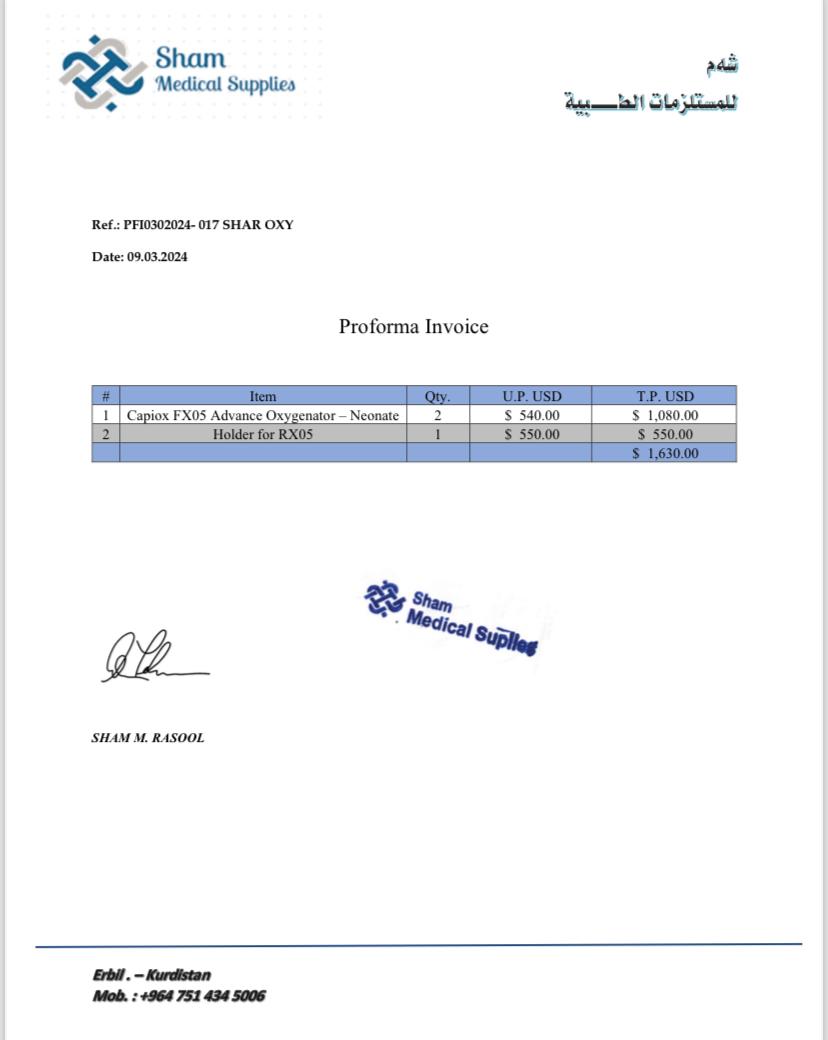 Sham
Medical Supplies
شەم
للمستلزمات الطـــبية
Ref.: PFI0302024- 017 SHAR OXY
Date: 09.03.2024
Proforma Invoice
# Item Qty. U.P. USD T.P. USD
1 Capiox FX05 Advance Oxygenator – Neonate 2 $ 540.00 $ 1,080.00
2 Holder for RX05 1 $ 550.00 $ 550.00
$ 1,630.00
Sham
Medical Suplies
SHAM M. RASOOL
Erbil . – Kurdistan
Mob. : +964 751 434 5006